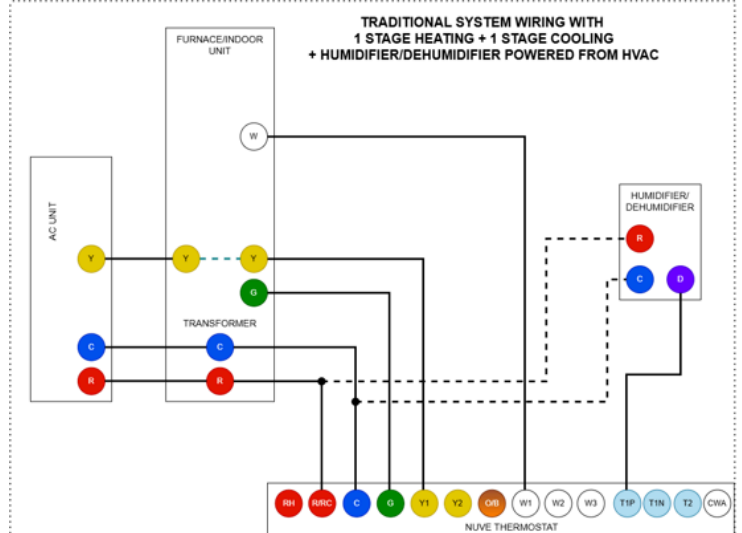 TRADITIONAL SYSTEM WIRING WITH
1 STAGE HEATING + 1 STAGE COOLING
+ HUMIDIFIER/DEHUMIDIFIER POWERED FROM HVAC
FURNACE/INDOOR
UNIT
W
AC UNIT
HUMIDIFIER/
DEHUMIDIFIER
R
Y
Y
Y
C
D
G
TRANSFORMER
C
C
R
R
RH
R/RC
C
G
Y1
Y2
O/B
W1
W2
W3
T1P
T1N
T2
CWA
NUVE THERMOSTAT